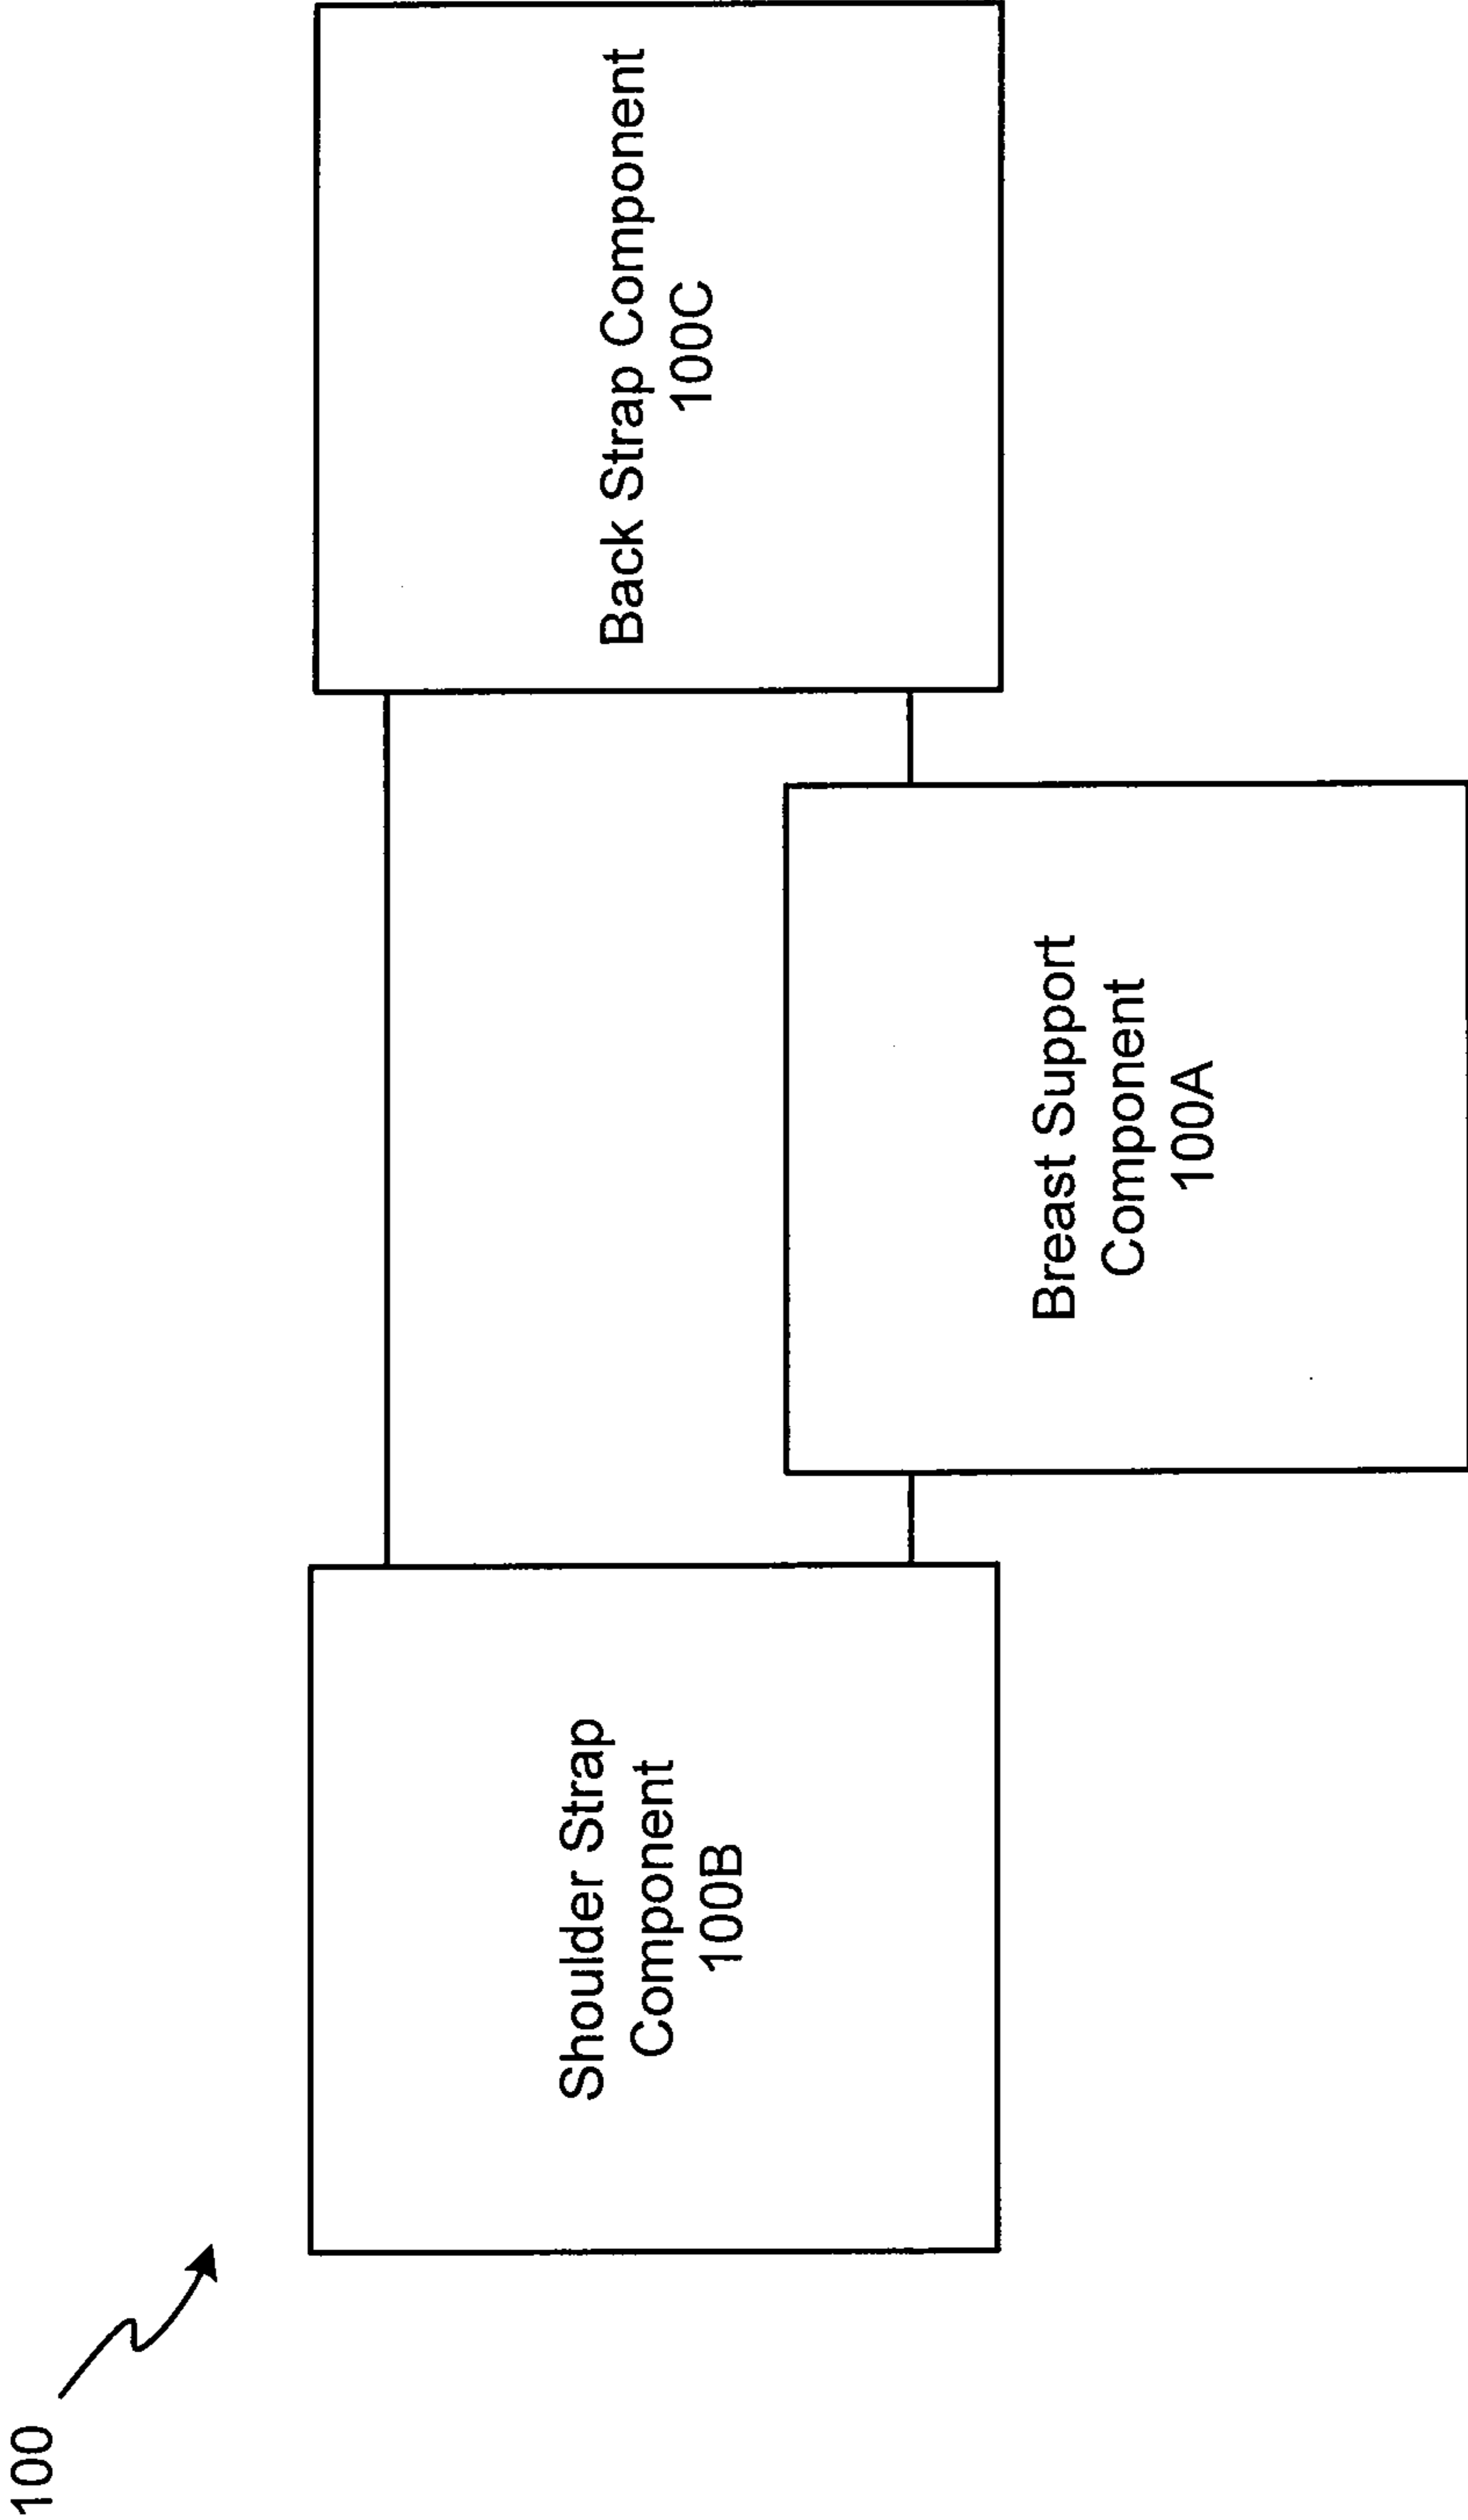 100
Shoulder Strap
Component
100B
Breast Support
Component
100A
Back Strap Component
100C